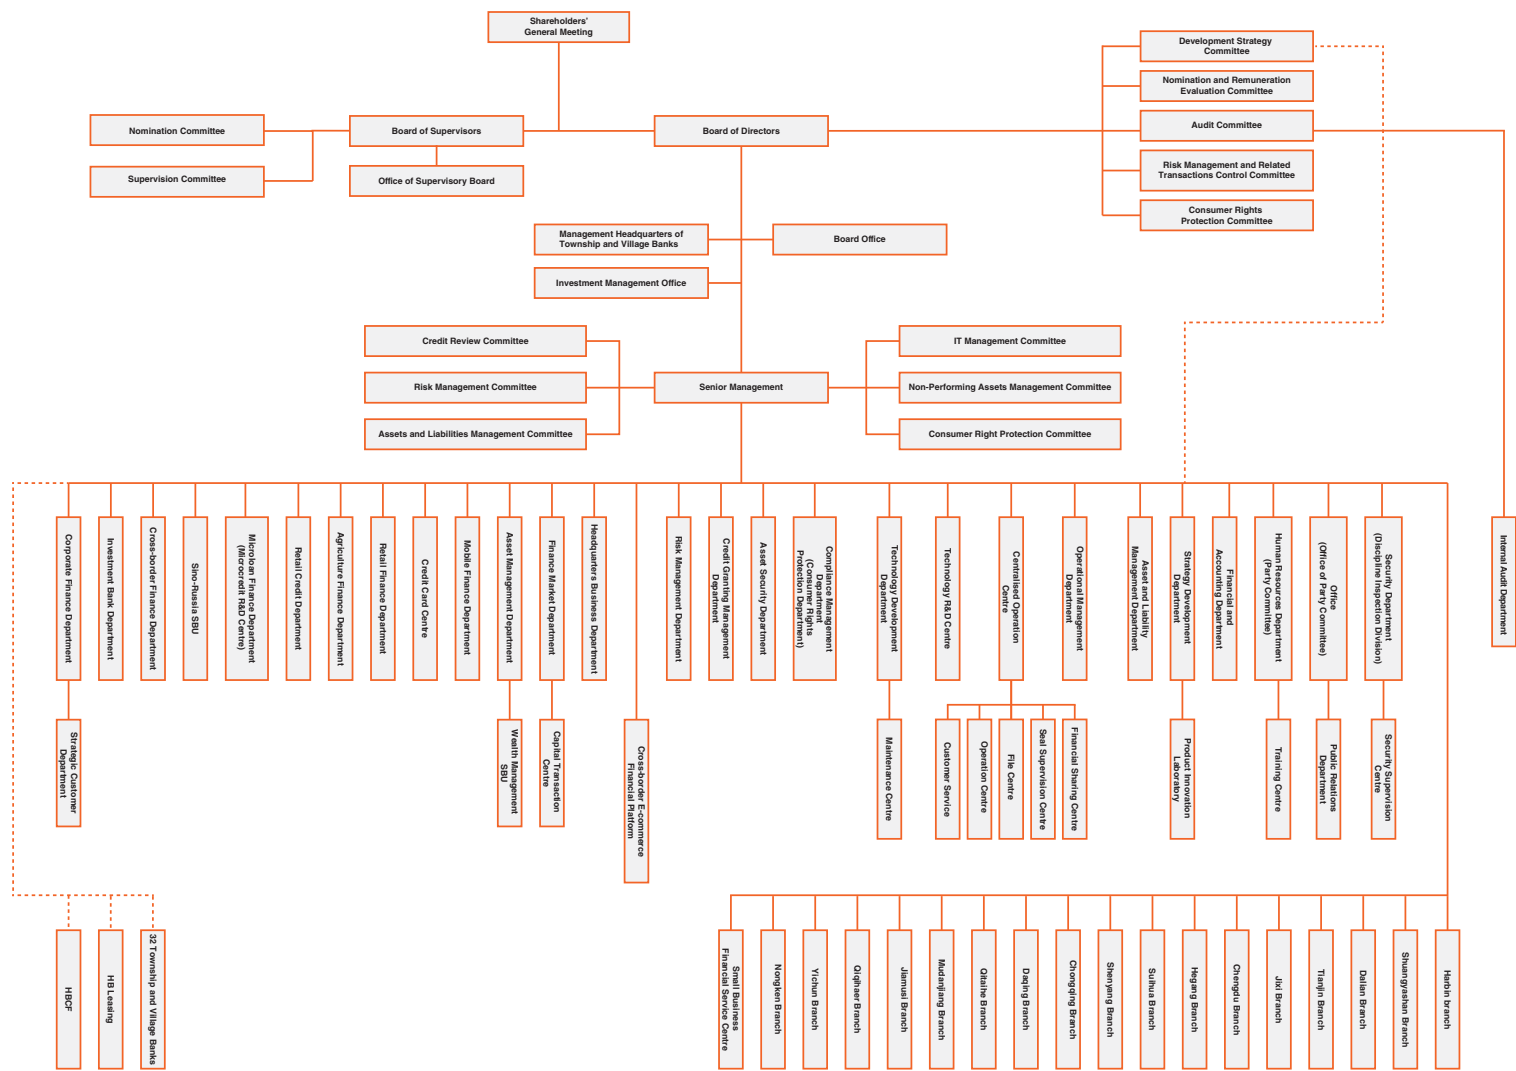 Shareholders'
General Meeting
Development Strategy
Committee
Nomination and Remuneration
Evaluation Committee
Nomination Committee
Board of Supervisors
Board of Directors
Audit Committee
Supervision Committee
Office of Supervisory Board
Risk Management and Related
Transactions Control Committee
Consumer Rights
Protection Committee
Management Headquarters of
Township and Village Banks
Board Office
Investment Management Office
Credit Review Committee
IT Management Committee
Risk Management Committee
Senior Management
Non-Performing Assets Management Committee
Assets and Liabilities Management Committee
Consumer Right Protection Committee
Corporate Finance Department
Investment Bank Department
Cross-border Finance Department
Sino-Russia SBU
Microloan Finance Department
(Microcredit R&D Centre)
Retail Credit Department
Agriculture Finance Department
Retail Finance Department
Credit Card Centre
Mobile Finance Department
Asset Management Department
Finance Market Department
Headquarters Business Department
Risk Management Department
Credit Granting Management
Department
Asset Security Department
Compliance Management
Department
(Consumer Rights
Protection Department)
Technology Development
Department
Technology R&D Centre
Centralised Operation
Centre
Operational Management
Department
Asset and Liability
Management Department
Strategy Development
Department
Financial and
Accounting Department
Human Resources Department
(Party Committee)
Office
(Office of Party Committee)
Security Department
(Discipline Inspection Division)
Internal Audit Department
Strategic Customer
Department
Wealth Management
SBU
Capital Transaction
Centre
Cross-border E-commerce
Financial Platform
Maintenance Centre
Customer Service
Operation Centre
File Centre
Seal Supervision Centre
Financial Sharing Centre
Product Innovation
Laboratory
Training Centre
Public Relations
Department
Security Supervision
Centre
HBCF
HB Leasing
32 Township and Village Banks
Small Business
Financial Service Centre
Nongken Branch
Yichun Branch
Qiqihaer Branch
Jiamusi Branch
Mudanjiang Branch
Qitaihe Branch
Daqing Branch
Chongqing Branch
Shenyang Branch
Suihua Branch
Hegang Branch
Chengdu Branch
Jixi Branch
Tianjin Branch
Dalian Branch
Shuangyashan Branch
Harbin branch